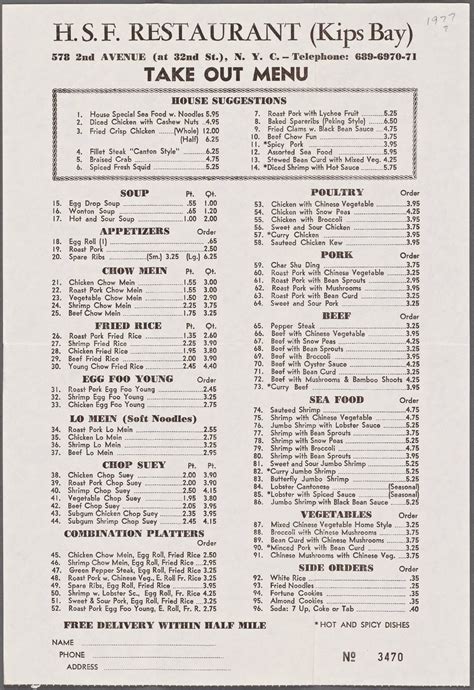 H. S. F. RESTAURANT (Kips Bay)
1977
?
578 2nd AVENUE (at 32nd St.), N. Y. C. – Telephone: 689-6970-71
TAKE OUT MENU
HOUSE SUGGESTIONS
1. House Special Sea Food w. Noodles 5.95
2. Diced Chicken with Cashew Nuts 4.75
3. Fried Crisp Chicken (Whole) 12.00
(Half) 6.25
4. Fillet Steak "Canton Style" 6.25
5. Braised Crab 4.75
6. Spiced Fresh Squid 5.25
7. Roast Pork with Lychee Fruit 5.25
8. Baked Spareribs (Peking Style) 6.50
9. Fried Clams w. Black Bean Sauce 4.75
10. Beef Chow Fun 3.50
11. *Spicy Pork 3.95
12. Assorted Sea Food 5.50
13. Stewed Bean Curd with Mixed Veg. 4.25
14. *Diced Shrimp with Hot Sauce 5.75
SOUP Pt. Qt.
15. Egg Drop Soup .55 1.00
16. Wonton Soup .65 1.20
17. Hot and Sour Soup 1.00 2.00
APPETIZERS Order
18. Egg Roll (1) .65
19. Roast Pork 2.50
20. Spare Ribs (Sm.) 3.25 (Lg.) 6.25
CHOW MEIN Pt. Qt.
21. Chicken Chow Mein 1.55 3.00
22. Roast Pork Chow Mein 1.55 3.00
23. Vegetable Chow Mein 1.50 2.90
24. Shrimp Chow Mein 1.75 3.25
25. Beef Chow Mein 1.75 3.25
FRIED RICE Pt. Qt.
26. Roast Pork Fried Rice 1.35 2.60
27. Shrimp Fried Rice 1.45 2.80
28. Chicken Fried Rice 1.95 3.80
29. Beef Fried Rice 2.00 3.90
30. Young Chow Fried Rice 2.45 4.40
EGG FOO YOUNG Order
31. Roast Pork Egg Foo Young 2.45
32. Shrimp Egg Foo Young 2.75
33. Chicken Egg Foo Young 2.75
LO MEIN (Soft Noodles) Order
34. Roast Pork Lo Mein 2.55
35. Chicken Lo Mein 2.55
36. Shrimp Lo Mein 2.95
37. Beef Lo Mein 2.95
CHOP SUEY Pt. Qt.
38. Chicken Chop Suey 2.00 3.90
39. Roast Pork Chop Suey 2.00 3.90
40. Shrimp Chop Suey 2.50 4.75
41. Vegetable Chop Suey 1.95 3.80
42. Beef Chop Suey 2.05 3.95
43. Subgum Chicken Chop Suey 2.05 3.95
44. Subgum Shrimp Chop Suey 2.45 4.15
COMBINATION PLATTERS Order
45. Chicken Chow Mein, Egg Roll, Fried Rice 2.50
46. Shrimp Chow Mein, Egg Roll, Fried Rice 2.65
47. Green Pepper Steak, Egg Roll, Fried Rice 3.25
48. Roast Pork w. Chinese Veg., E. Roll, Fr. Rice 3.25
49. Spare Ribs, Egg Roll, Fried Rice 3.50
50. Shrimp w. Lobster Sc., Egg Roll, Fr. Rice 4.50
51. Sweet & Sour Pork, Egg Roll, Fried Rice 3.25
52. Roast Pork Egg Foo Young, E. Roll, Fr. R. 2.75
POULTRY Order
53. Chicken with Chinese Vegetable 3.95
54. Chicken with Snow Peas 4.25
55. Chicken with Broccoli 3.95
56. Sweet and Sour Chicken 3.95
57. *Curry Chicken 3.95
58. Sauteed Chicken Kew 3.95
PORK Order
59. Char Shu Ding 3.75
60. Roast Pork with Chinese Vegetable 3.25
61. Roast Pork with Bean Sprouts 2.95
62. Roast Pork with Mushrooms 3.95
63. Roast Pork with Bean Curd 3.25
64. Sweet and Sour Pork 3.25
BEEF Order
65. Pepper Steak 3.25
66. Beef with Chinese Vegetable 3.95
67. Beef with Snow Peas 4.25
68. Beef with Bean Sprouts 3.95
69. Beef with Broccoli 3.95
70. Beef with Oyster Sauce 4.25
71. Beef with Bean Curd 3.95
72. Beef with Mushrooms & Bamboo Shoots 4.25
73. *Curry Beef 3.95
SEA FOOD Order
74. Sauteed Shrimp 4.75
75. Shrimp with Chinese Vegetable 4.75
76. Jumbo Shrimp with Lobster Sauce 5.25
77. Shrimp with Bean Sprouts 4.75
78. Shrimp with Snow Peas 5.25
79. Shrimp with Broccoli 4.75
80. Shrimp with Bean Curd 4.75
81. Sweet and Sour Jumbo Shrimp 5.25
82. *Curry Jumbo Shrimp 5.25
83. Butterfly Jumbo Shrimp 5.25
84. Lobster Cantonese (Seasonal)
85. *Lobster with Spiced Sauce (Seasonal)
86. Jumbo Shrimp with Black Bean Sauce 5.25
VEGETABLES Order
87. Mixed Chinese Vegetable Home Style 3.25
88. Broccoli with Chinese Mushrooms 3.75
89. Bean Curd with Chinese Mushrooms 3.75
90. *Minced Pork with Bean Curd 3.25
91. Chinese Mushrooms with Chinese Veg. 3.75
SIDE ORDERS Order
92. White Rice .35
93. Fried Noodles .25
94. Fortune Cookies .35
95. Almond Cookies .35
96. Soda: 7 Up, Coke or Tab .40
FREE DELIVERY WITHIN HALF MILE
*HOT AND SPICY DISHES
NAME
PHONE
ADDRESS
No 3470